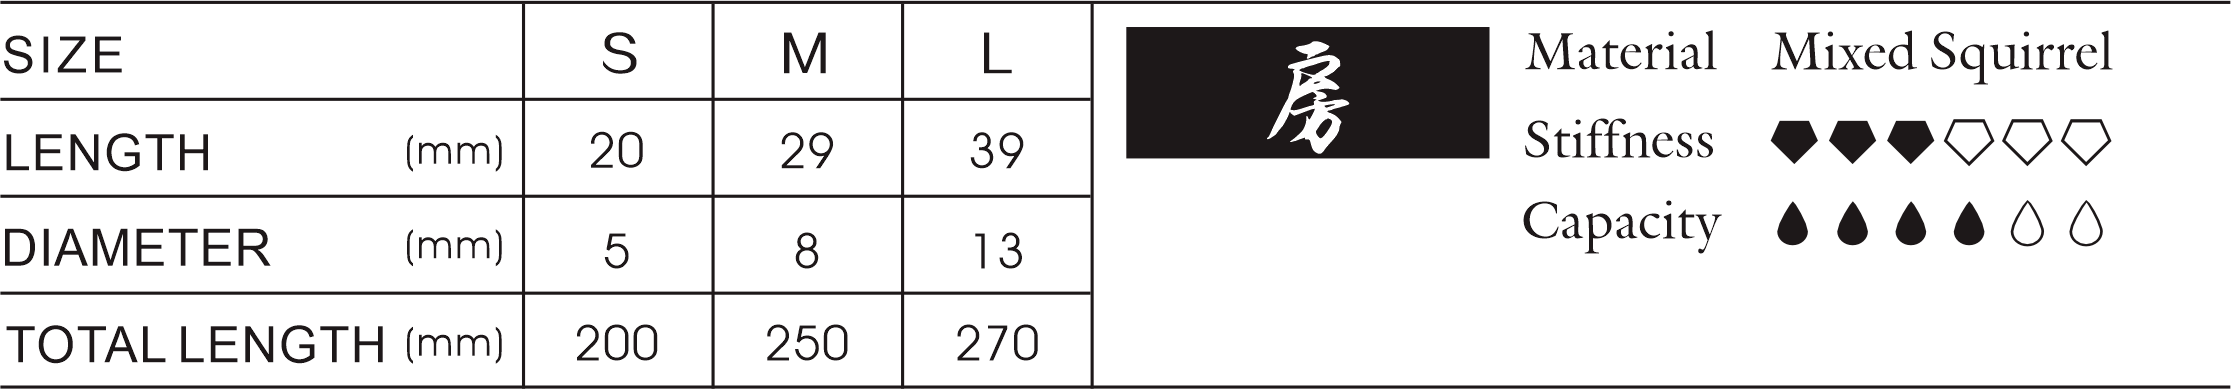 SIZE S M L
LENGTH (mm) 20 29 39
DIAMETER (mm) 5 8 13
TOTAL LENGTH (mm) 200 250 270
房
Material Mixed Squirrel
Stiffness
Capacity